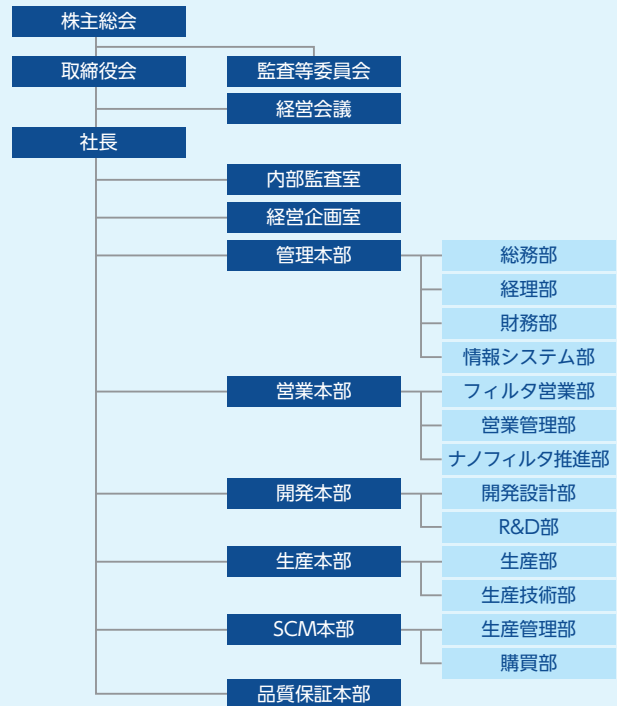 株主総会
取締役会
監査等委員会
経営会議
社長
内部監査室
経営企画室
管理本部
総務部
経理部
財務部
情報システム部
営業本部
フィルタ営業部
営業管理部
ナノフィルタ推進部
開発本部
開発設計部
R&D部
生産本部
生産部
生産技術部
SCM本部
生産管理部
購買部
品質保証本部